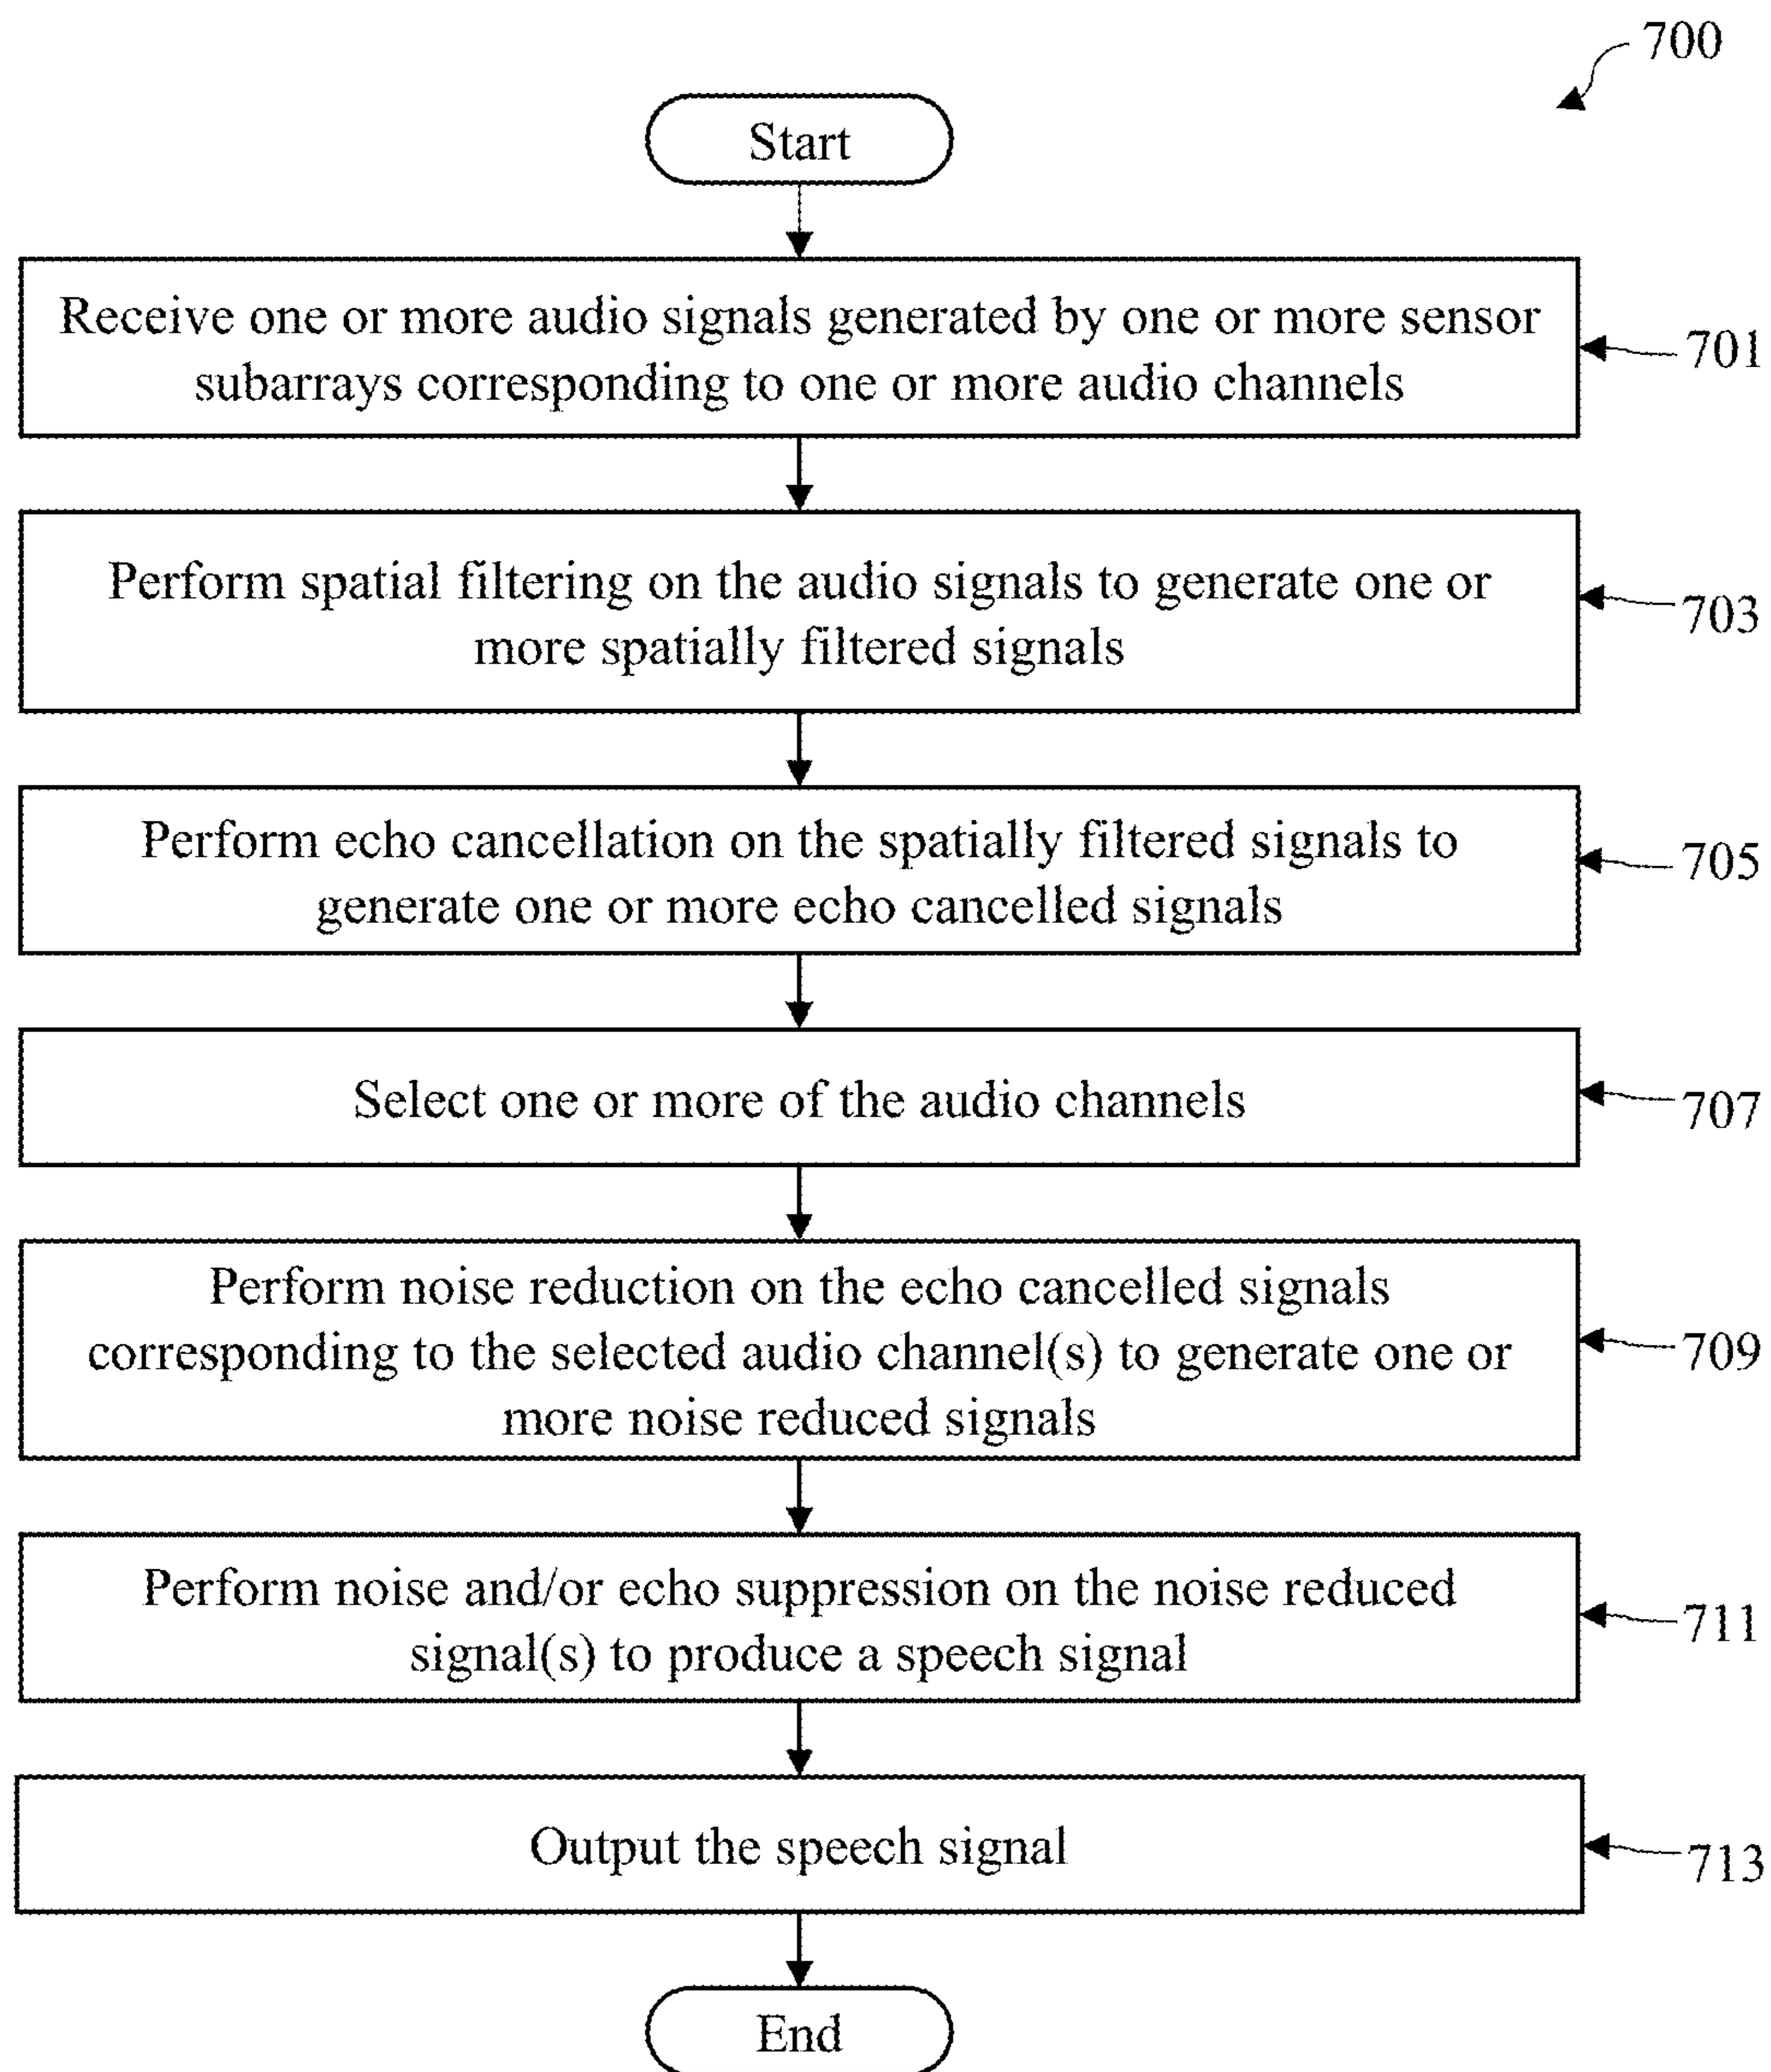 700
Start
Receive one or more audio signals generated by one or more sensor
subarrays corresponding to one or more audio channels
701
Perform spatial filtering on the audio signals to generate one or
more spatially filtered signals
703
Perform echo cancellation on the spatially filtered signals to
generate one or more echo cancelled signals
705
Select one or more of the audio channels
707
Perform noise reduction on the echo cancelled signals
corresponding to the selected audio channel(s) to generate one or
more noise reduced signals
709
Perform noise and/or echo suppression on the noise reduced
signal(s) to produce a speech signal
711
Output the speech signal
713
End